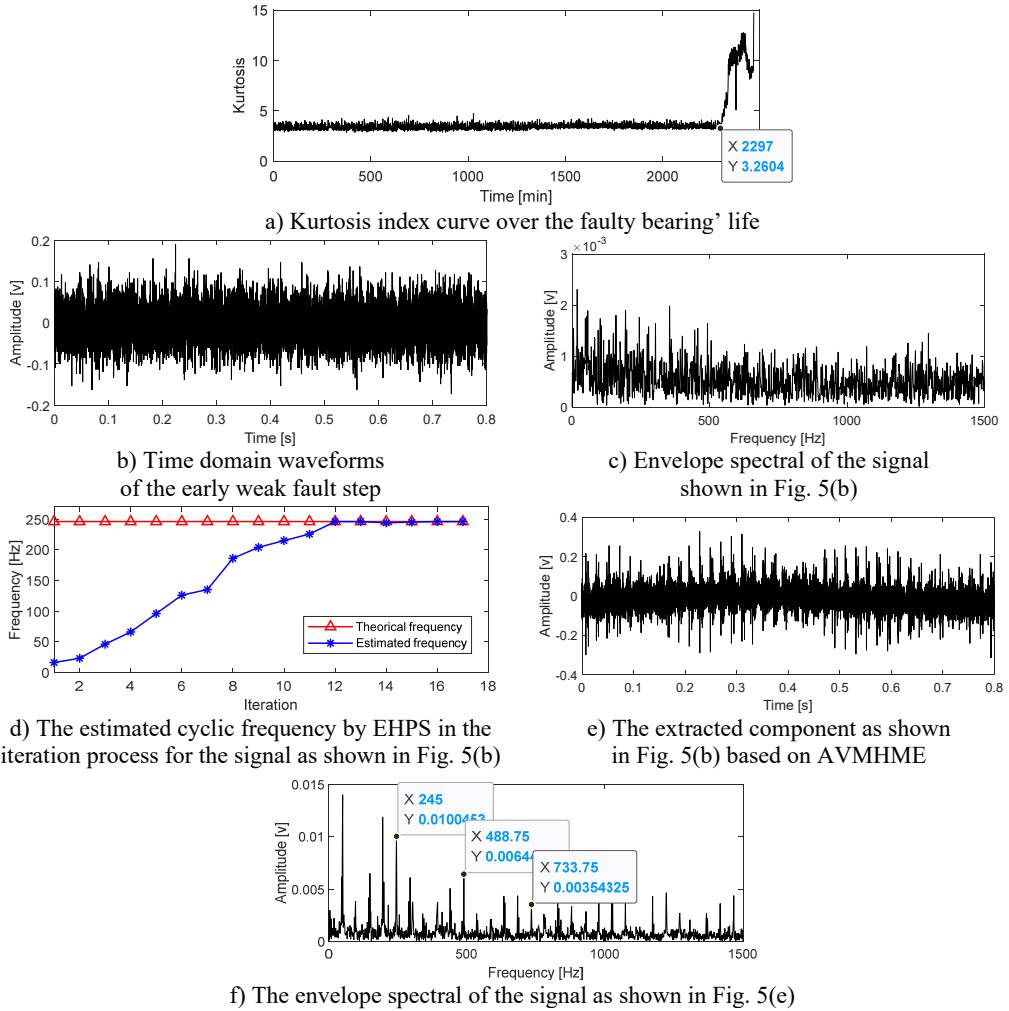 15
10
5
0
Kurtosis
X 2297
Y 3.2604
0
500
1000
1500
2000
Time [min]
a) Kurtosis index curve over the faulty bearing’ life
0.2
0.1
0
-0.1
-0.2
Amplitude [v]
0
0.1
0.2
0.3
0.4
0.5
0.6
0.7
0.8
Time [s]
b) Time domain waveforms
of the early weak fault step
×10-3
3
2
1
0
Amplitude [v]
0
500
1000
1500
Frequency [Hz]
c) Envelope spectral of the signal
shown in Fig. 5(b)
250
200
150
100
50
0
Frequency [Hz]
Theorical frequency
Estimated frequency
2
4
6
8
10
12
14
16
18
Iteration
d) The estimated cyclic frequency by EHPS in the
iteration process for the signal as shown in Fig. 5(b)
0.4
0.2
0
-0.2
-0.4
Amplitude [v]
0
0.1
0.2
0.3
0.4
0.5
0.6
0.7
0.8
Time [s]
e) The extracted component as shown
in Fig. 5(b) based on AVMHME
0.015
0.01
0.005
0
Amplitude [v]
X 245
Y 0.0100453
X 488.75
Y 0.0064
X 733.75
Y 0.00354325
0
500
1000
1500
Frequency [Hz]
f) The envelope spectral of the signal as shown in Fig. 5(e)